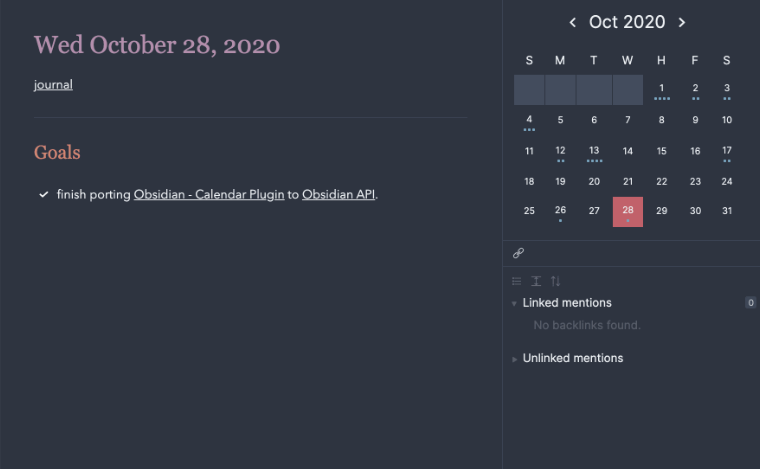 Wed October 28, 2020
journal
Goals
finish porting Obsidian - Calendar Plugin to Obsidian API.
Oct 2020
S M T W H F S
1 2 3
4 5 6 7 8 9 10
11 12 13 14 15 16 17
18 19 20 21 22 23 24
25 26 27 28 29 30 31
Linked mentions 0
No backlinks found.
Unlinked mentions